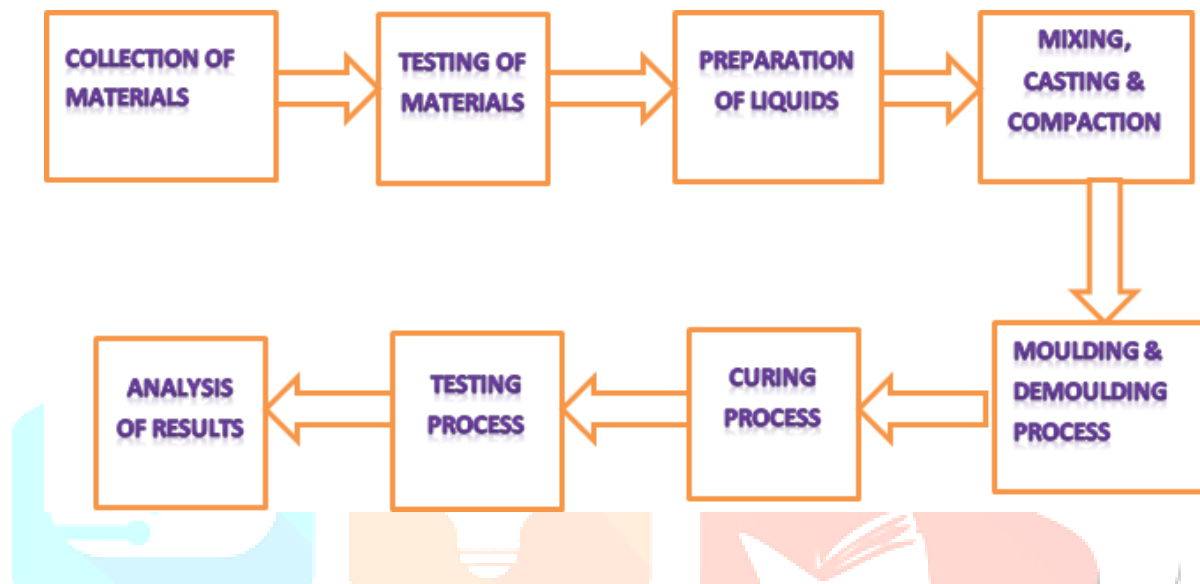 COLLECTION OF
MATERIALS
TESTING OF
MATERIALS
PREPARATION
OF LIQUIDS
MIXING,
CASTING &
COMPACTION
MOULDING &
DEMOULDING
PROCESS
CURING
PROCESS
TESTING
PROCESS
ANALYSIS
OF RESULTS